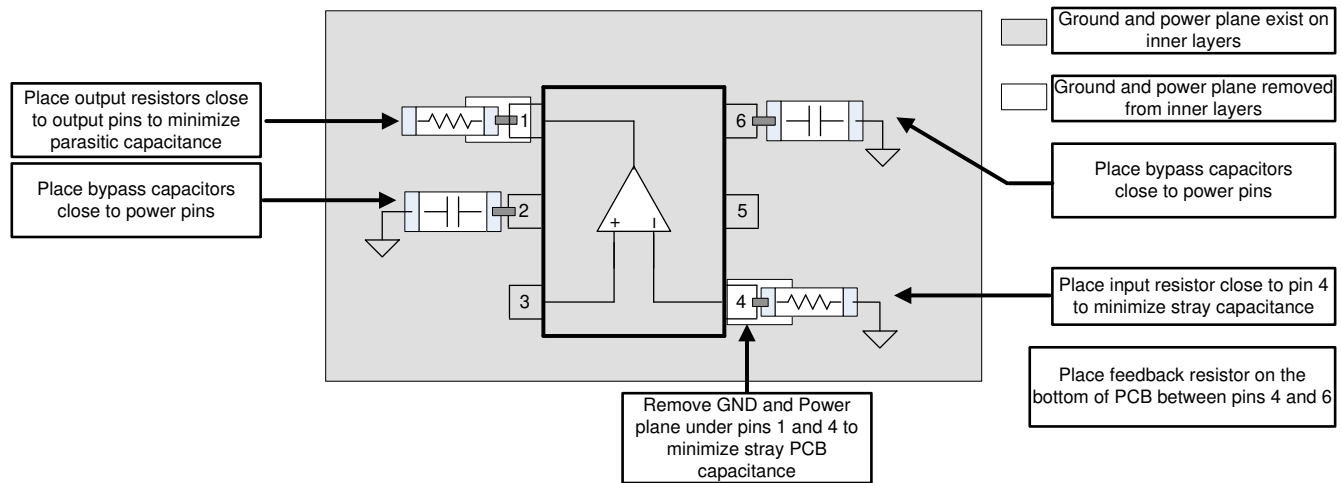 Ground and power plane exist on
inner layers
Ground and power plane removed
from inner layers
Place output resistors close
to output pins to minimize
parasitic capacitance
Place bypass capacitors
close to power pins
1
2
3
6
5
4
+
–
Place bypass capacitors
close to power pins
Place input resistor close to pin 4
to minimize stray capacitance
Place feedback resistor on the
bottom of PCB between pins 4 and 6
Remove GND and Power
plane under pins 1 and 4 to
minimize stray PCB
capacitance